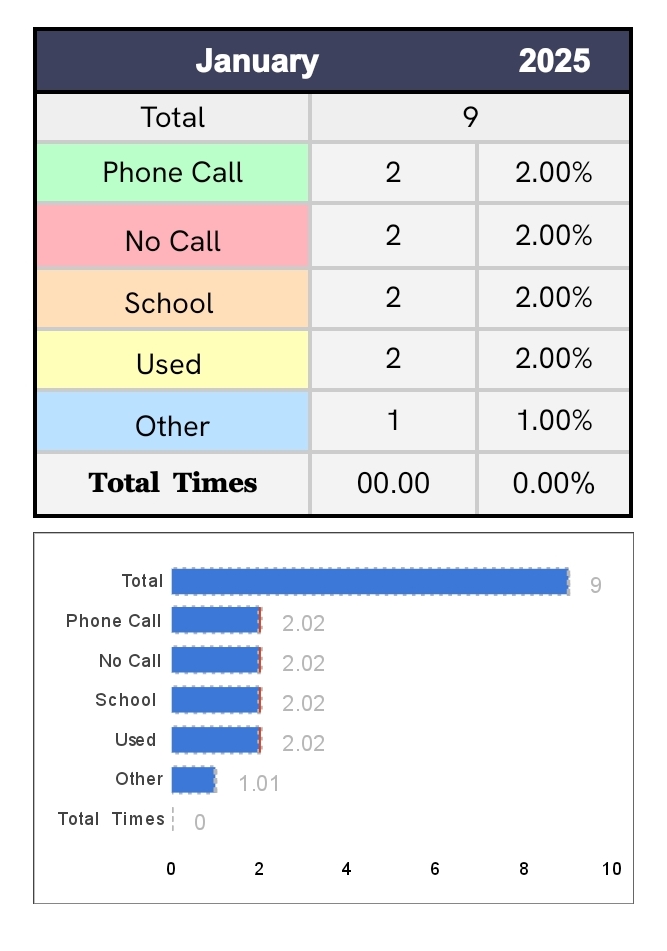 January 2025
Total 9
Phone Call 2 2.00%
No Call 2 2.00%
School 2 2.00%
Used 2 2.00%
Other 1 1.00%
Total Times 00.00 0.00%
Total 9
Phone Call 2.02
No Call 2.02
School 2.02
Used 2.02
Other 1.01
Total Times 0
0 2 4 6 8 10